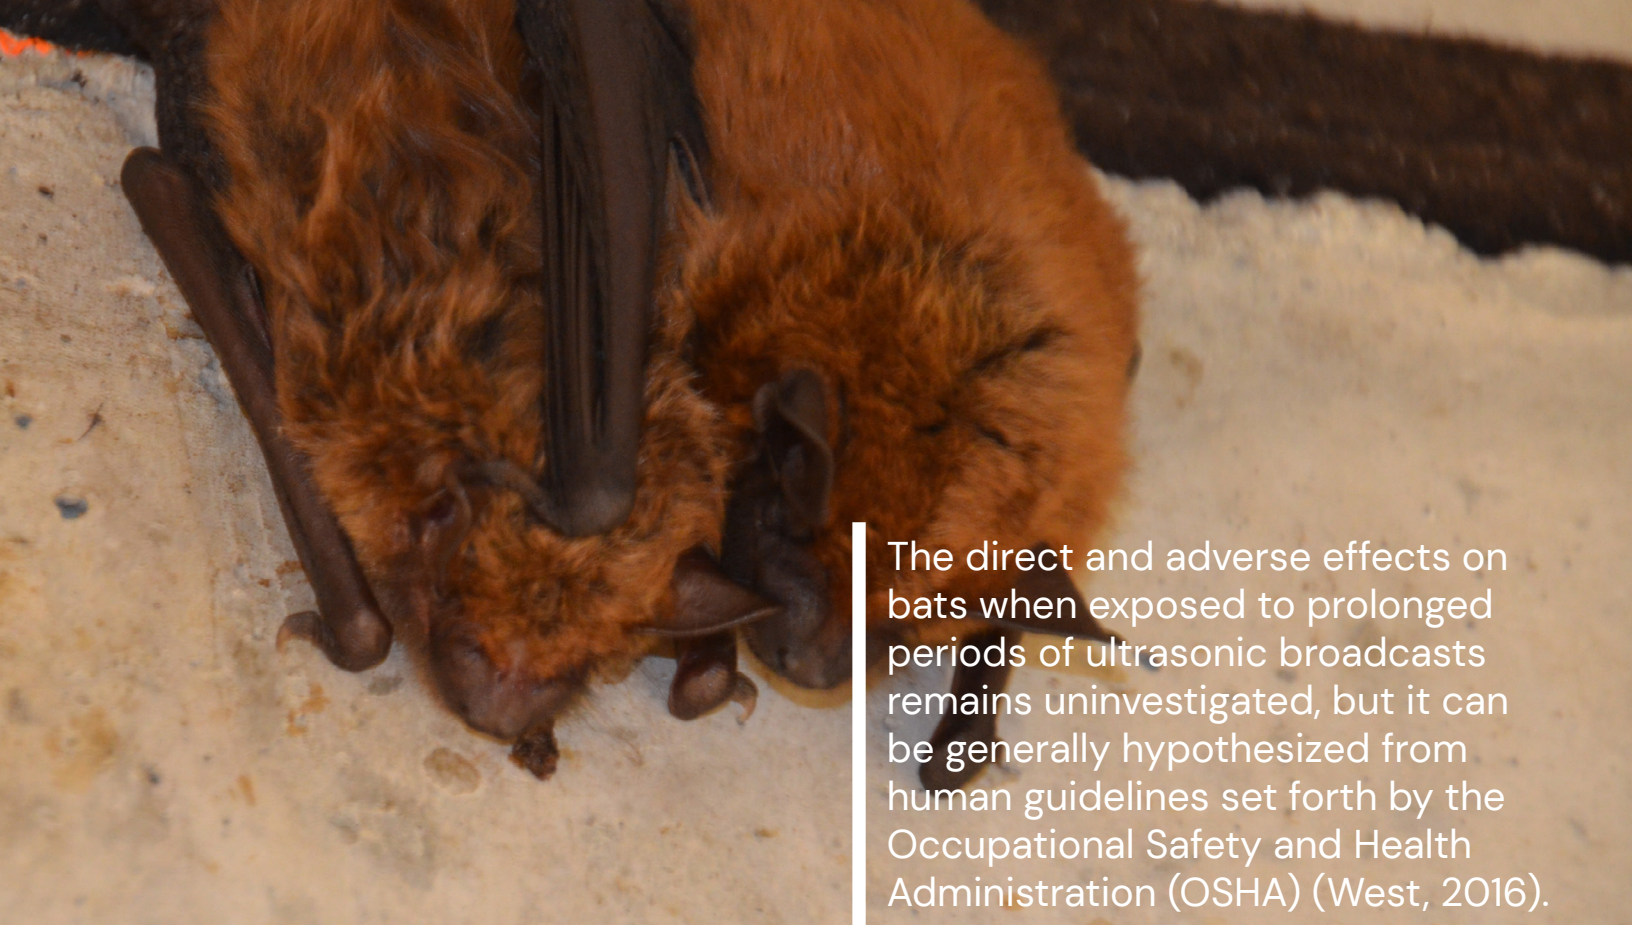 The direct and adverse effects on
bats when exposed to prolonged
periods of ultrasonic broadcasts
remains uninvestigated, but it can
be generally hypothesized from
human guidelines set forth by the
Occupational Safety and Health
Administration (OSHA) (West, 2016).